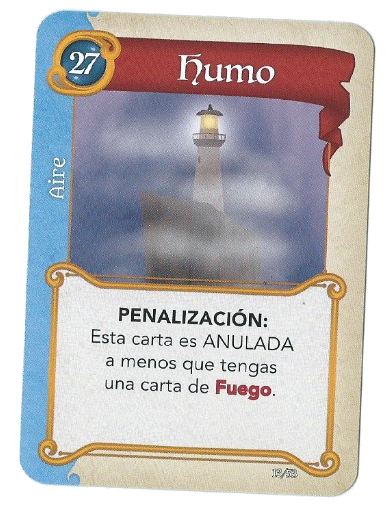 27
Humo
Aire
PENALIZACIÓN:
Esta carta es ANULADA
a menos que tengas
una carta de Fuego.